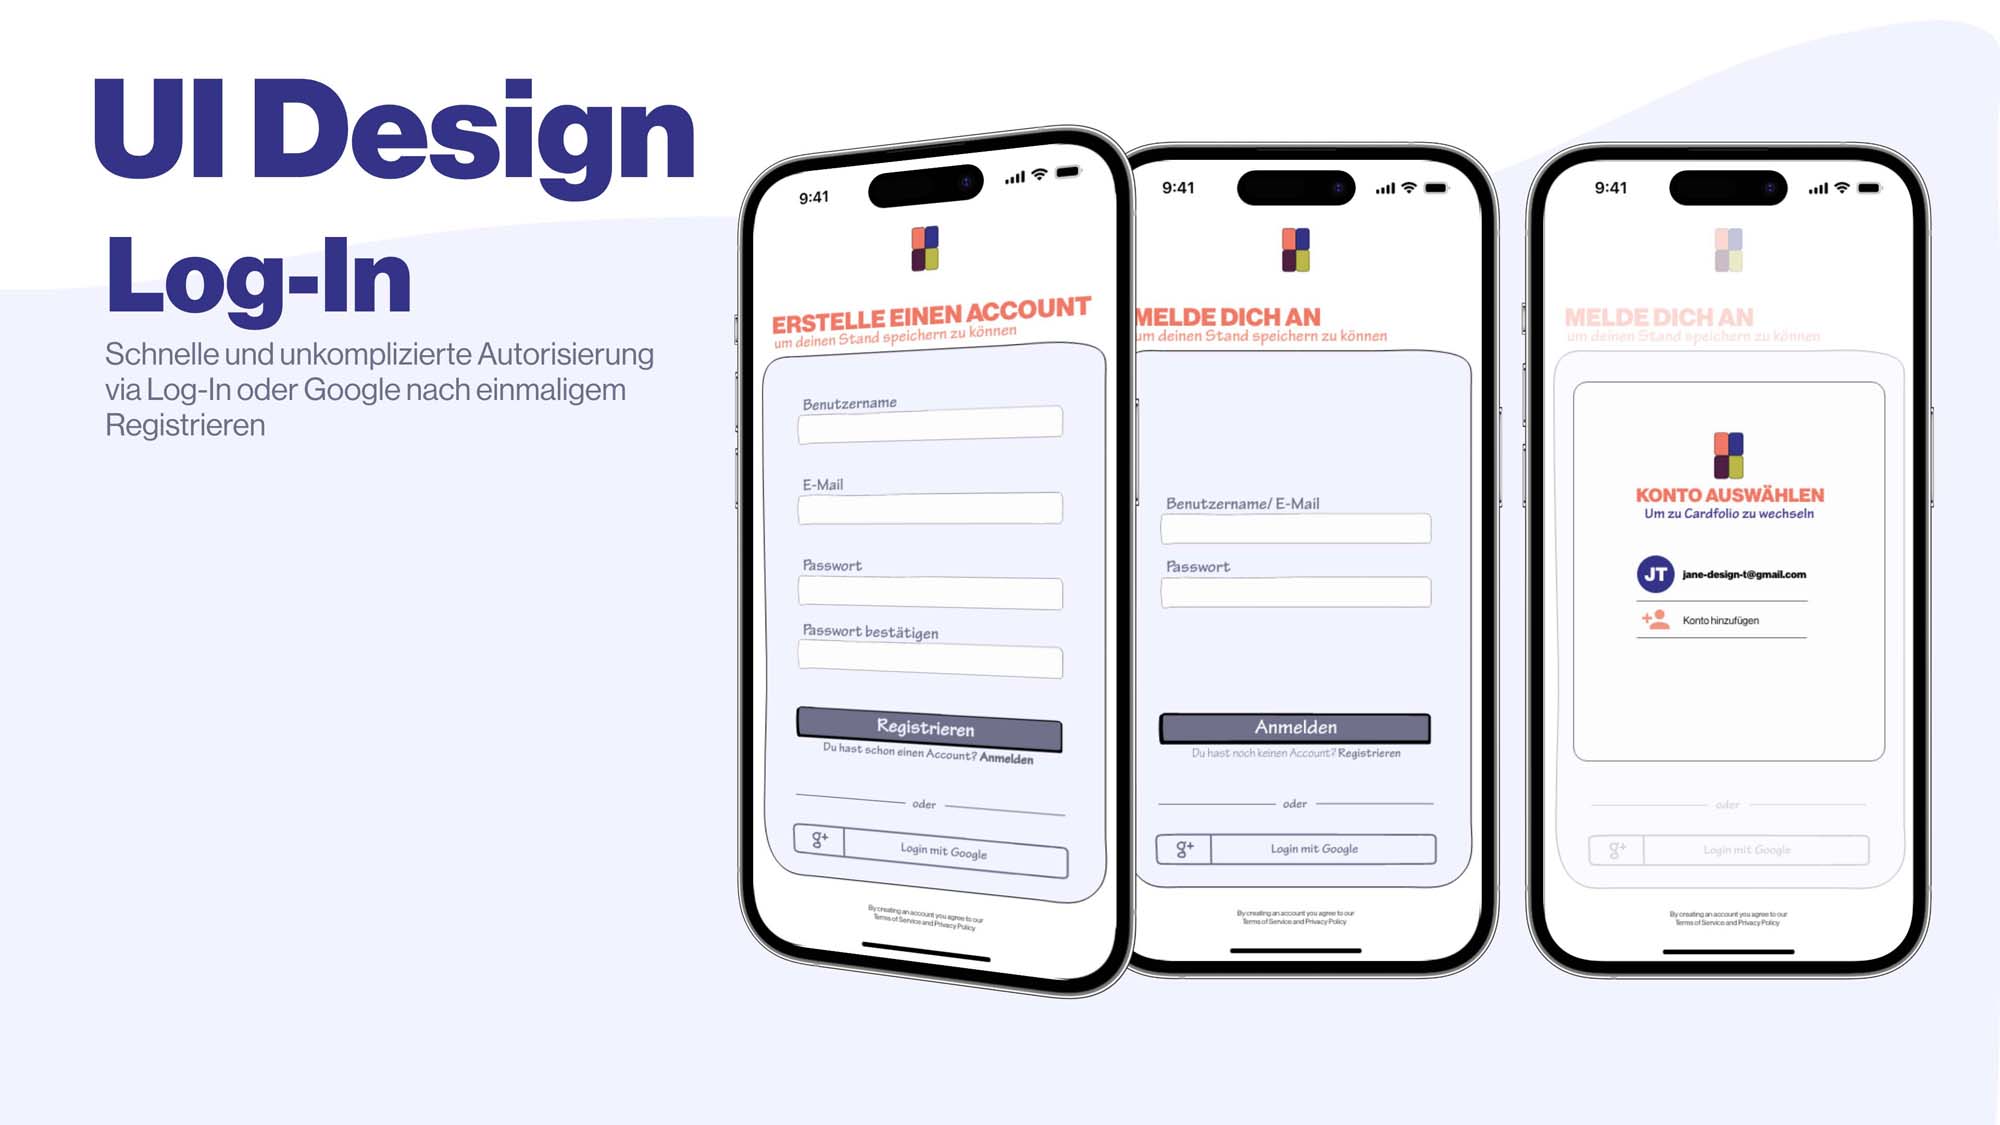 UI Design
Log-In
Schnelle und unkomplizierte Autorisierung
via Log-In oder Google nach einmaligem
Registrieren
9:41
ERSTELLE EINEN ACCOUNT
um deinen Stand speichern zu können
Benutzername
E-Mail
Passwort
Passwort bestätigen
Registrieren
Du hast schon einen Account? Anmelden
oder
g+ Login mit Google
By creating an account you agree to our
Terms of Service and Privacy Policy
9:41
MELDE DICH AN
um deinen Stand speichern zu können
Benutzername/ E-Mail
Passwort
Anmelden
Du hast noch keinen Account? Registrieren
oder
g+ Login mit Google
By creating an account you agree to our
Terms of Service and Privacy Policy
9:41
MELDE DICH AN
um deinen Stand speichern zu können
KONTO AUSWÄHLEN
Um zu Cardfolio zu wechseln
JT jane-design-t@gmail.com
Konto hinzufügen
oder
g+ Login mit Google
By creating an account you agree to our
Terms of Service and Privacy Policy